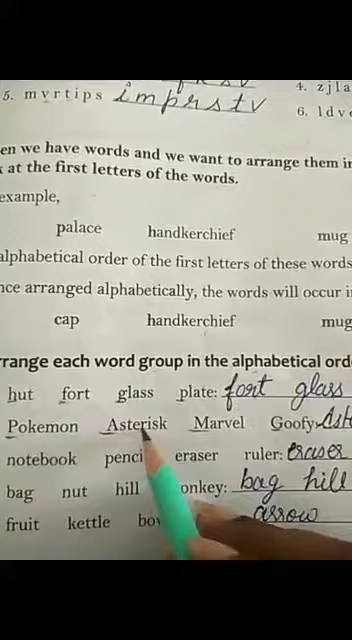 5. mvrtips imprstv
4. zjla
6. ldv
en we have words and we want to arrange them i
at the first letters of the words.
example,
palace handkerchief mug
alphabetical order of the first letters of these words
nce arranged alphabetically, the words will occur i
cap handkerchief mug
rrange each word group in the alphabetical ord
hut fort glass plate: fort glass
Pokemon Asterisk Marvel Goofy Ast
notebook penci eraser ruler: eraser
bag nut hill onkey: bag hill
fruit kettle bo arrow